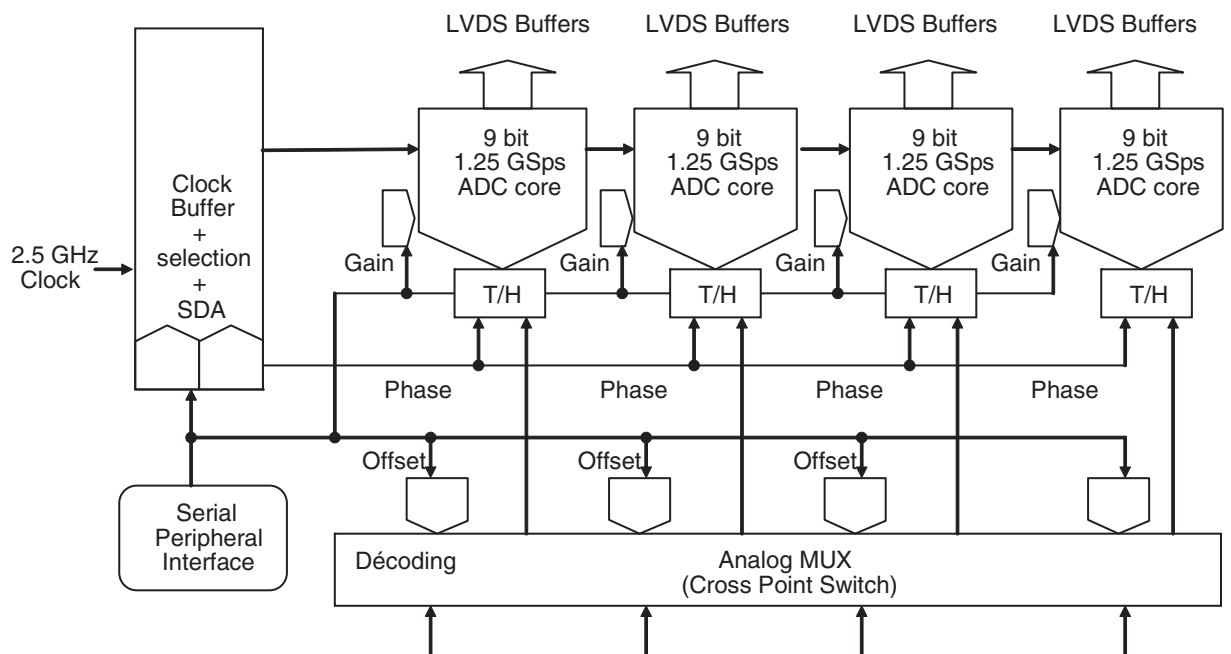 LVDS Buffers LVDS Buffers LVDS Buffers LVDS Buffers
9 bit
1.25 GSps
ADC core
9 bit
1.25 GSps
ADC core
9 bit
1.25 GSps
ADC core
9 bit
1.25 GSps
ADC core
Clock
Buffer
+
selection
+
SDA
2.5 GHz
Clock
Gain Gain Gain Gain
T/H T/H T/H T/H
Phase Phase Phase Phase
Offset Offset Offset
Serial
Peripheral
Interface
Décoding
Analog MUX
(Cross Point Switch)